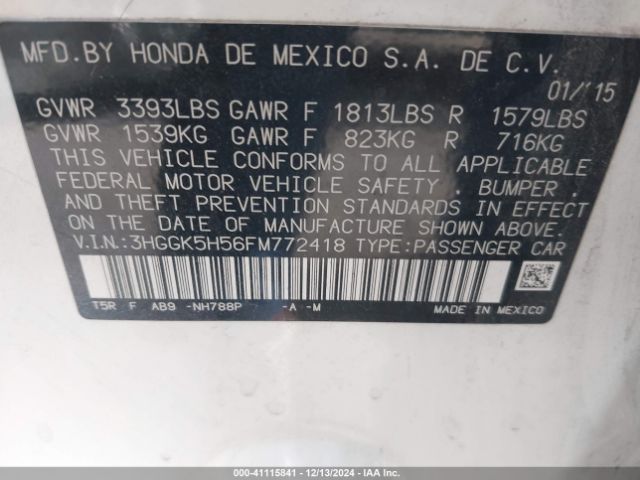 MFD.BY HONDA DE MEXICO S.A. DE C.V.
01/15
GVWR 3393LBS GAWR F 1813LBS R 1579LBS
GVWR 1539KG GAWR F 823KG R 716KG
THIS VEHICLE CONFORMS TO ALL APPLICABLE
FEDERAL MOTOR VEHICLE SAFETY , BUMPER ,
AND THEFT PREVENTION STANDARDS IN EFFECT
ON THE DATE OF MANUFACTURE SHOWN ABOVE.
V.I.N.:3HGGK5H56FM772418 TYPE:PASSENGER CAR
T5R F AB9 -NH788P -A -M MADE IN MEXICO
000-41115841 - 12/13/2024 - COPYRIGHT IAA, LLC.